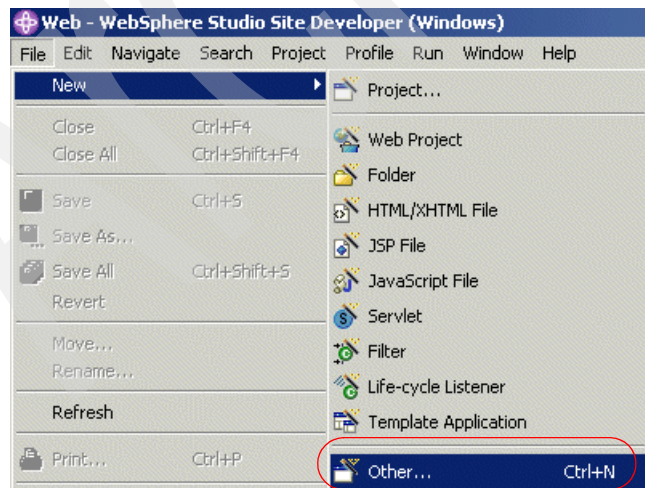 Web - WebSphere Studio Site Developer (Windows)
File Edit Navigate Search Project Profile Run Window Help
New
Close Ctrl+F4
Close All Ctrl+Shift+F4
Save Ctrl+S
Save As...
Save All Ctrl+Shift+S
Revert
Move...
Rename...
Refresh
Print... Ctrl+P
Project...
Web Project
Folder
HTML/XHTML File
JSP File
JavaScript File
Servlet
Filter
Life-cycle Listener
Template Application
Other... Ctrl+N